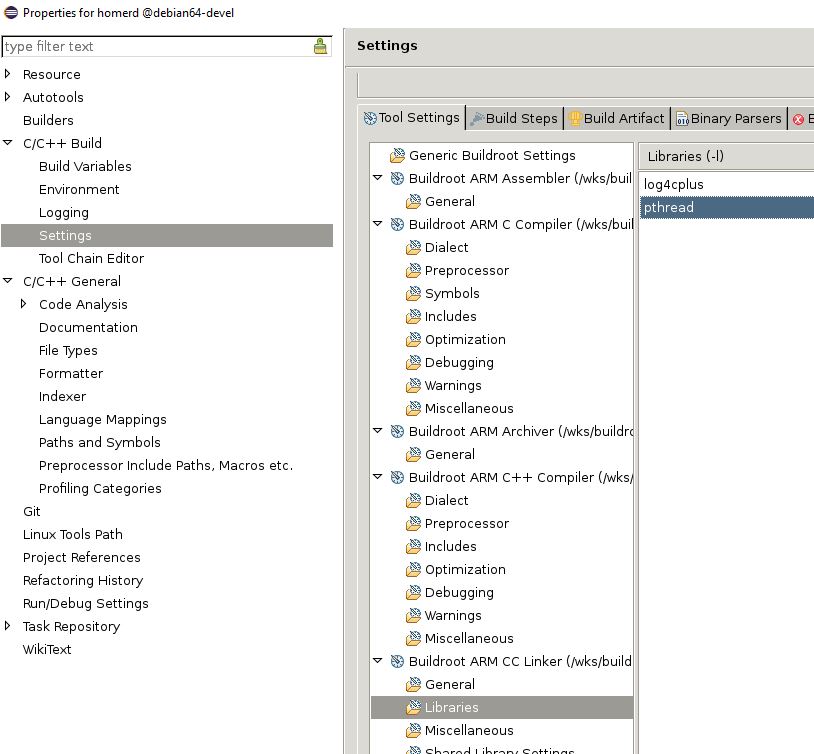 Properties for homerd @debian64-devel
type filter text
Resource
Autotools
Builders
C/C++ Build
Build Variables
Environment
Logging
Settings
Tool Chain Editor
C/C++ General
Code Analysis
Documentation
File Types
Formatter
Indexer
Language Mappings
Paths and Symbols
Preprocessor Include Paths, Macros etc.
Profiling Categories
Git
Linux Tools Path
Project References
Refactoring History
Run/Debug Settings
Task Repository
WikiText
Settings
Tool Settings Build Steps Build Artifact Binary Parsers
Generic Buildroot Settings
Buildroot ARM Assembler (/wks/buil
General
Buildroot ARM C Compiler (/wks/buil
Dialect
Preprocessor
Symbols
Includes
Optimization
Debugging
Warnings
Miscellaneous
Buildroot ARM Archiver (/wks/buildro
General
Buildroot ARM C++ Compiler (/wks/
Dialect
Preprocessor
Includes
Optimization
Debugging
Warnings
Miscellaneous
Buildroot ARM CC Linker (/wks/build
General
Libraries
Miscellaneous
Shared Library Settings
Libraries (-l)
log4cplus
pthread